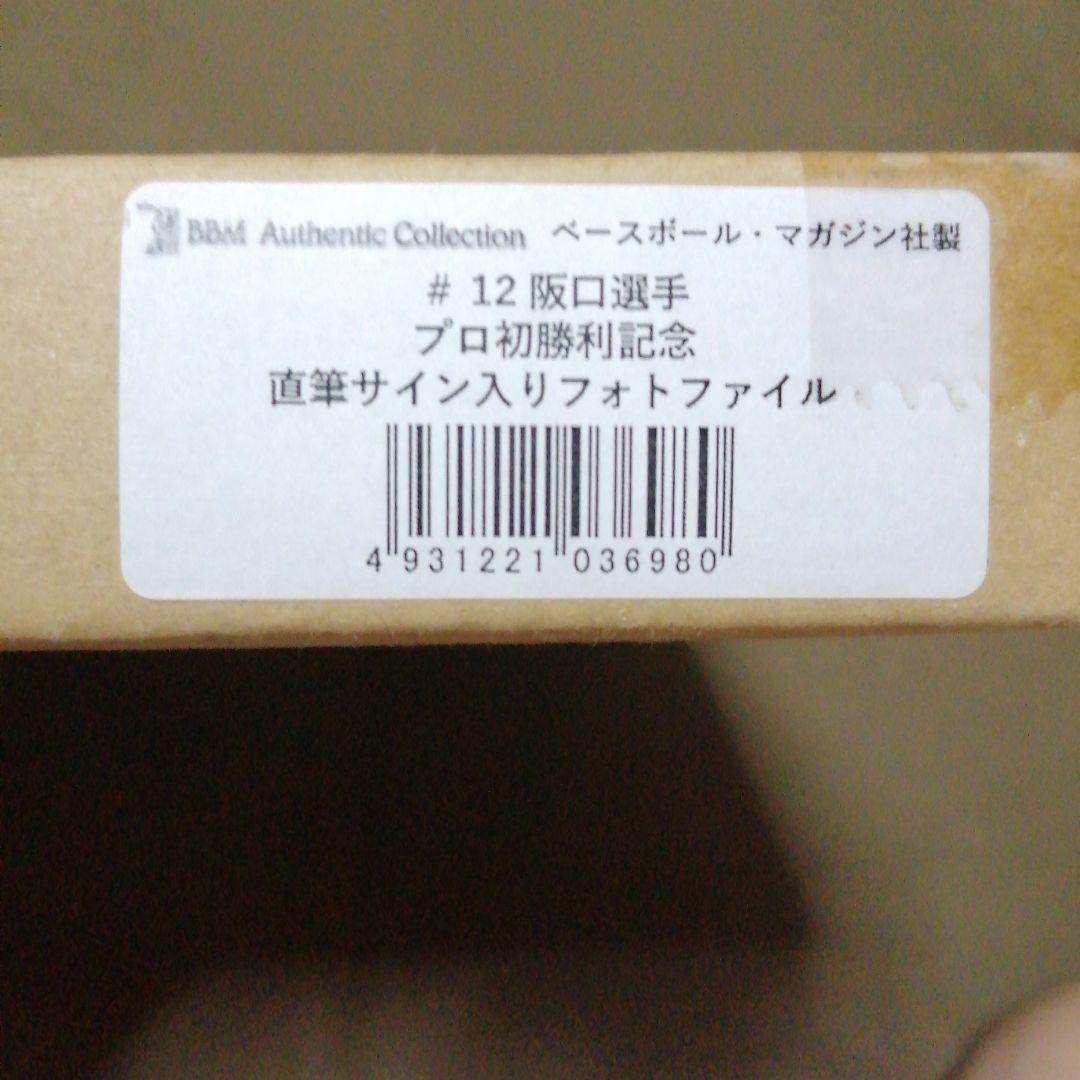 BBM Authentic Collection ベースボール・マガジン社製
# 12 阪口選手
プロ初勝利記念
直筆サイン入りフォトファイル
4 931221 036980